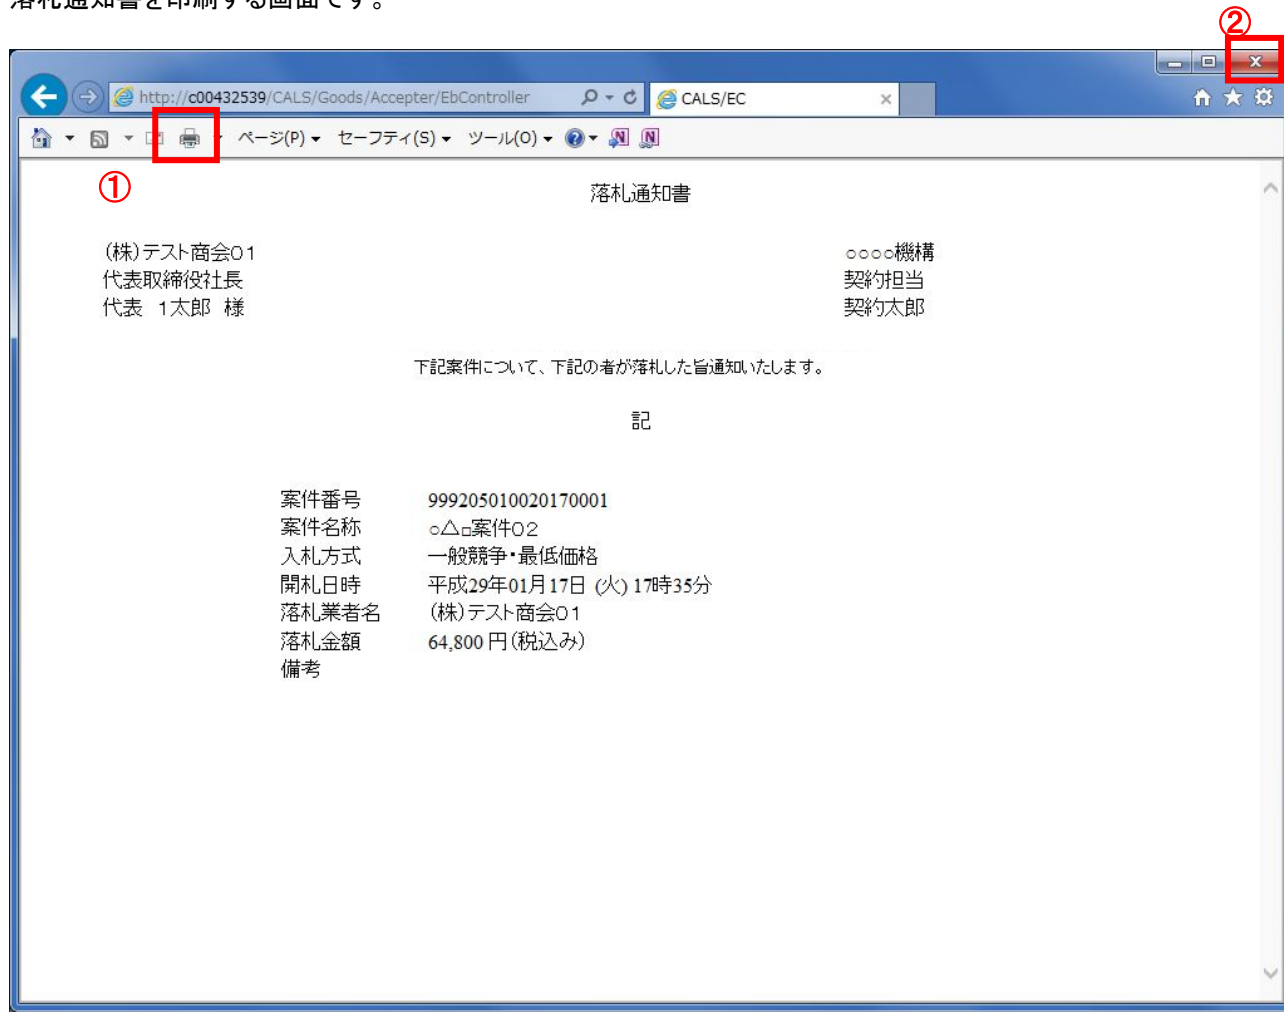 落札通知書を印刷する画面です。
②
http://c00432539/CALS/Goods/Accepter/EbController
CALS/EC
ページ(P) セーフティ(S) ツール(O)
①
落札通知書
(株)テスト商会01
○○○○機構
代表取締役社長
契約担当
代表 1太郎 様
契約太郎
下記案件について、下記の者が落札した旨通知いたします。
記
案件番号 999205010020170001
案件名称 ○△□案件02
入札方式 一般競争・最低価格
開札日時 平成29年01月17日 (火) 17時35分
落札業者名 (株)テスト商会01
落札金額 64,800 円(税込み)
備考